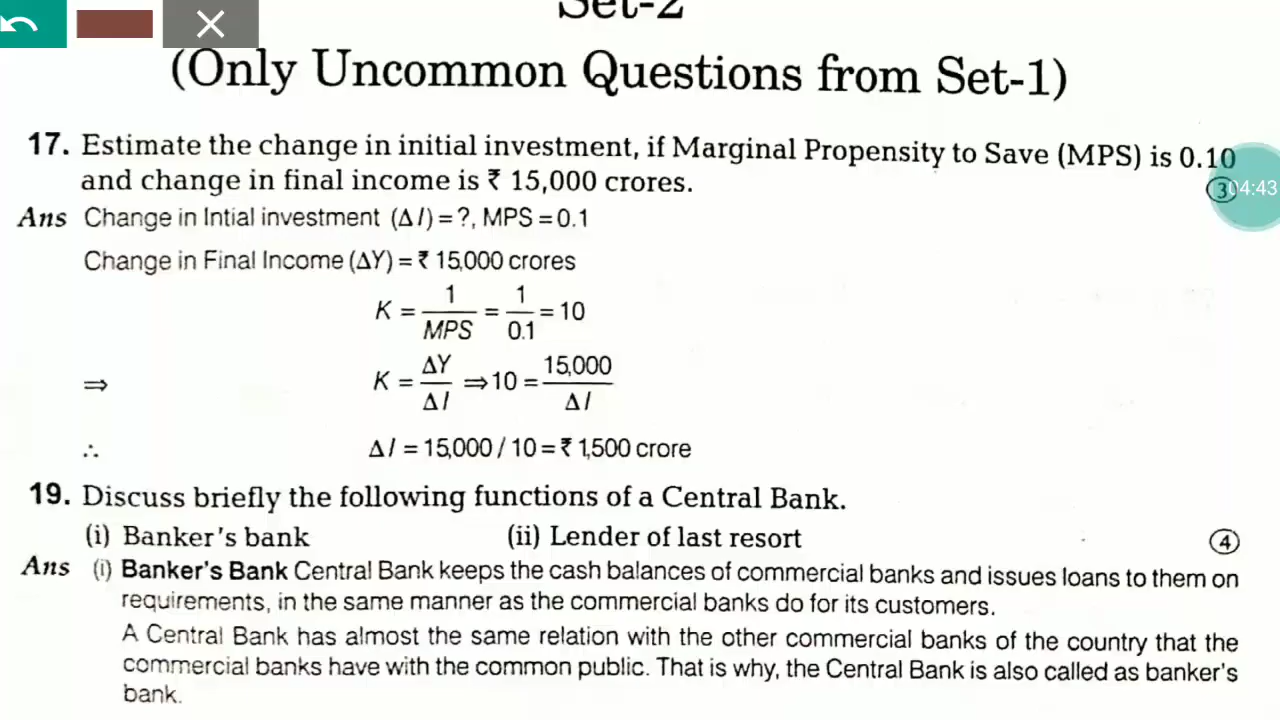 Set-2
(Only Uncommon Questions from Set-1)
17. Estimate the change in initial investment, if Marginal Propensity to Save (MPS) is 0.10
and change in final income is ₹ 15,000 crores. 3 04:43
Ans Change in Intial investment (ΔI) = ?, MPS = 0.1
Change in Final Income (ΔY) = ₹ 15,000 crores
K = 1/MPS = 1/0.1 = 10
⇒ K = ΔY/ΔI ⇒ 10 = 15,000/ΔI
∴ ΔI = 15,000 / 10 = ₹ 1,500 crore
19. Discuss briefly the following functions of a Central Bank.
(i) Banker's bank (ii) Lender of last resort 4
Ans (i) Banker's Bank Central Bank keeps the cash balances of commercial banks and issues loans to them on
requirements, in the same manner as the commercial banks do for its customers.
A Central Bank has almost the same relation with the other commercial banks of the country that the
commercial banks have with the common public. That is why, the Central Bank is also called as banker's
bank.